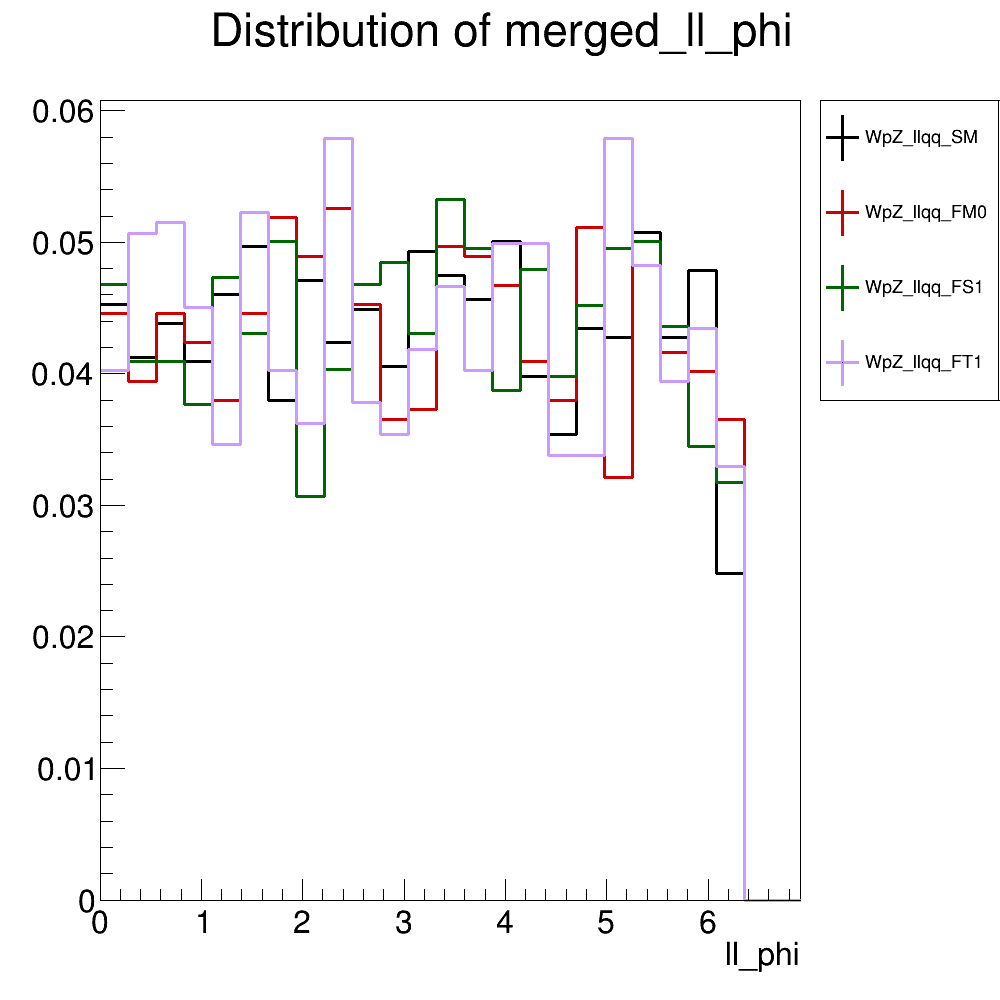 Distribution of merged_ll_phi
0.06
0.05
0.04
0.03
0.02
0.01
0
0 1 2 3 4 5 6
ll_phi
WpZ_llqq_SM
WpZ_llqq_FM0
WpZ_llqq_FS1
WpZ_llqq_FT1